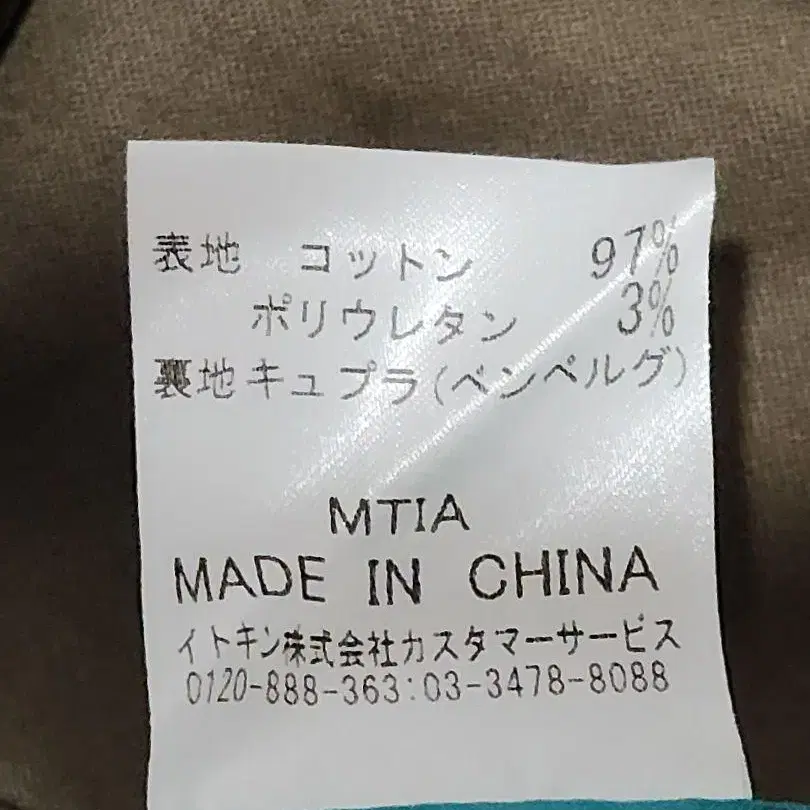 表地 コットン 97%
ポリウレタン 3%
裏地キュプラ(ベンペルグ)
MTIA
MADE IN CHINA
イトキン株式会社カスタマーサービス
0120-888-363:03-3478-8088